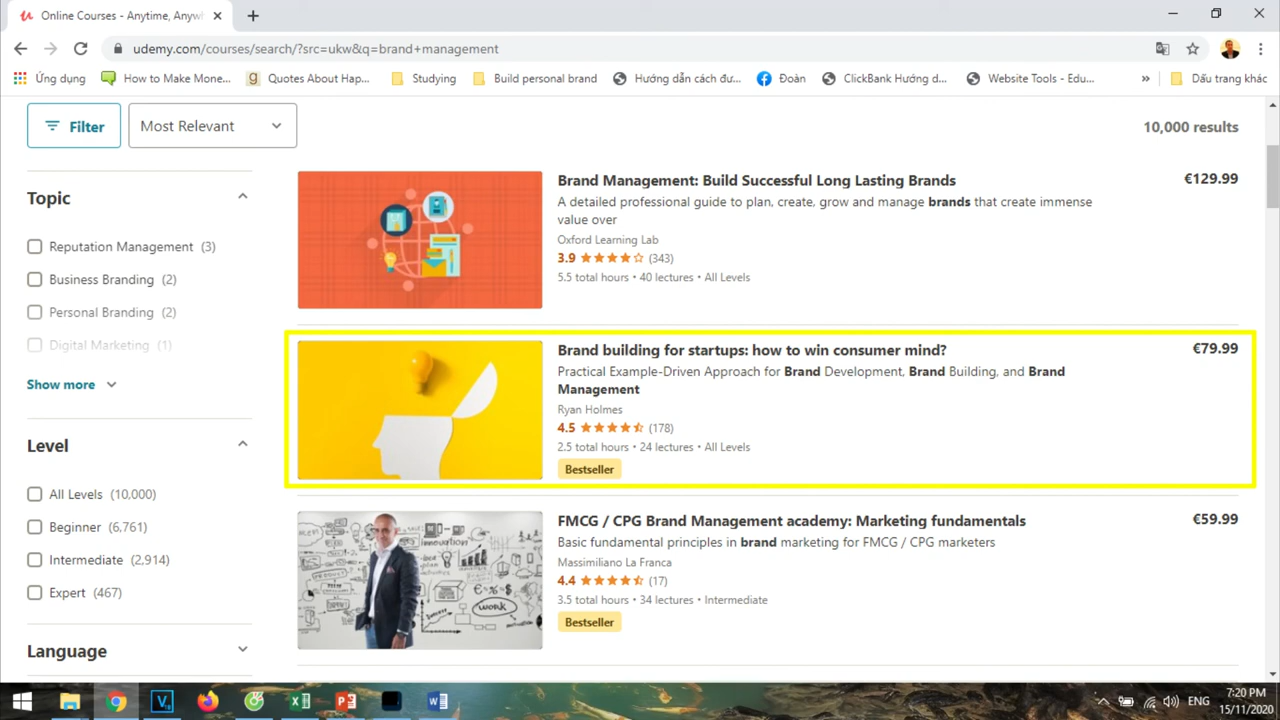 Online Courses - Anytime, Anywh
udemy.com/courses/search/?src=ukw&q=brand+management
Ứng dụng
How to Make Mone...
Quotes About Hap...
Studying
Build personal brand
Hướng dẫn cách đư...
Đoàn
ClickBank Hướng d...
Website Tools - Edu...
»
Dấu trang khác
Filter
Most Relevant
10,000 results
Topic
Reputation Management (3)
Business Branding (2)
Personal Branding (2)
Digital Marketing (1)
Show more
Level
All Levels (10,000)
Beginner (6,761)
Intermediate (2,914)
Expert (467)
Language
Brand Management: Build Successful Long Lasting Brands
€129.99
A detailed professional guide to plan, create, grow and manage brands that create immense
value over
Oxford Learning Lab
3.9 (343)
5.5 total hours • 40 lectures • All Levels
Brand building for startups: how to win consumer mind?
€79.99
Practical Example-Driven Approach for Brand Development, Brand Building, and Brand
Management
Ryan Holmes
4.5 (178)
2.5 total hours • 24 lectures • All Levels
Bestseller
innovation
work
FMCG / CPG Brand Management academy: Marketing fundamentals
€59.99
Basic fundamental principles in brand marketing for FMCG / CPG marketers
Massimiliano La Franca
4.4 (17)
3.5 total hours • 34 lectures • Intermediate
Bestseller
ENG
7:20 PM
15/11/2020